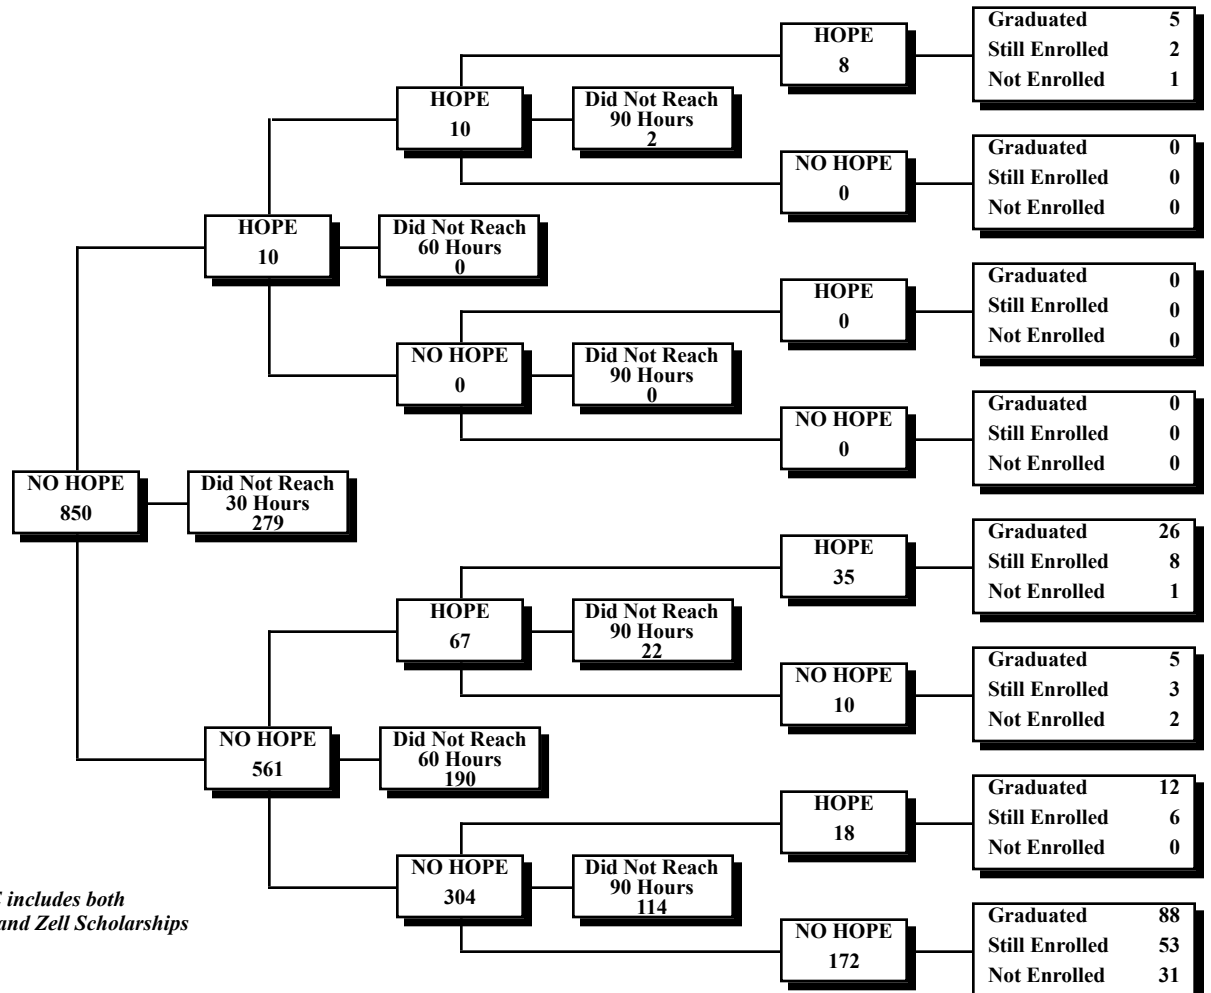 Graduated 5
Still Enrolled 2
Not Enrolled 1
HOPE
8
HOPE
10
Did Not Reach
90 Hours
2
NO HOPE
0
Graduated 0
Still Enrolled 0
Not Enrolled 0
HOPE
10
Did Not Reach
60 Hours
0
HOPE
0
Graduated 0
Still Enrolled 0
Not Enrolled 0
NO HOPE
0
Did Not Reach
90 Hours
0
NO HOPE
0
Graduated 0
Still Enrolled 0
Not Enrolled 0
NO HOPE
850
Did Not Reach
30 Hours
279
HOPE
35
Graduated 26
Still Enrolled 8
Not Enrolled 1
HOPE
67
Did Not Reach
90 Hours
22
NO HOPE
10
Graduated 5
Still Enrolled 3
Not Enrolled 2
NO HOPE
561
Did Not Reach
60 Hours
190
HOPE
18
Graduated 12
Still Enrolled 6
Not Enrolled 0
NO HOPE
304
Did Not Reach
90 Hours
114
NO HOPE
172
Graduated 88
Still Enrolled 53
Not Enrolled 31
includes both
and Zell Scholarships